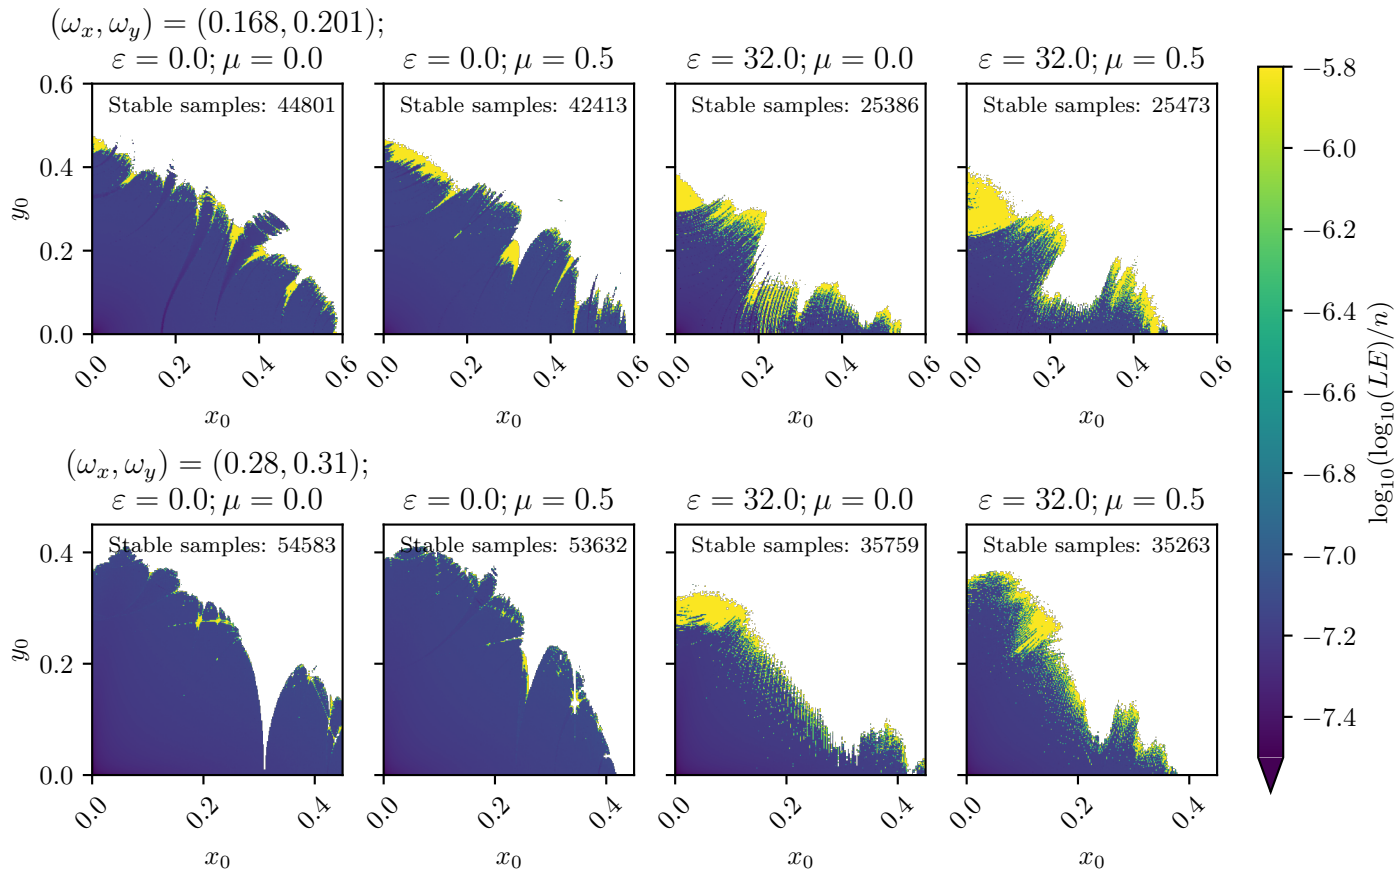 (ω_x, ω_y) = (0.168, 0.201);
ε = 0.0; μ = 0.0
ε = 0.0; μ = 0.5
ε = 32.0; μ = 0.0
ε = 32.0; μ = 0.5
Stable samples: 44801
Stable samples: 42413
Stable samples: 25386
Stable samples: 25473
0.6
0.4
0.2
0.0
y₀
0.0 0.2 0.4 0.6
0.0 0.2 0.4 0.6
0.0 0.2 0.4 0.6
0.0 0.2 0.4 0.6
x₀
x₀
x₀
x₀
(ω_x, ω_y) = (0.28, 0.31);
ε = 0.0; μ = 0.0
ε = 0.0; μ = 0.5
ε = 32.0; μ = 0.0
ε = 32.0; μ = 0.5
Stable samples: 54583
Stable samples: 53632
Stable samples: 35759
Stable samples: 35263
0.4
0.2
0.0
y₀
0.0 0.2 0.4
0.0 0.2 0.4
0.0 0.2 0.4
0.0 0.2 0.4
x₀
x₀
x₀
x₀
−5.8
−6.0
−6.2
−6.4
−6.6
−6.8
−7.0
−7.2
−7.4
log₁₀(log₁₀(LE)/n)